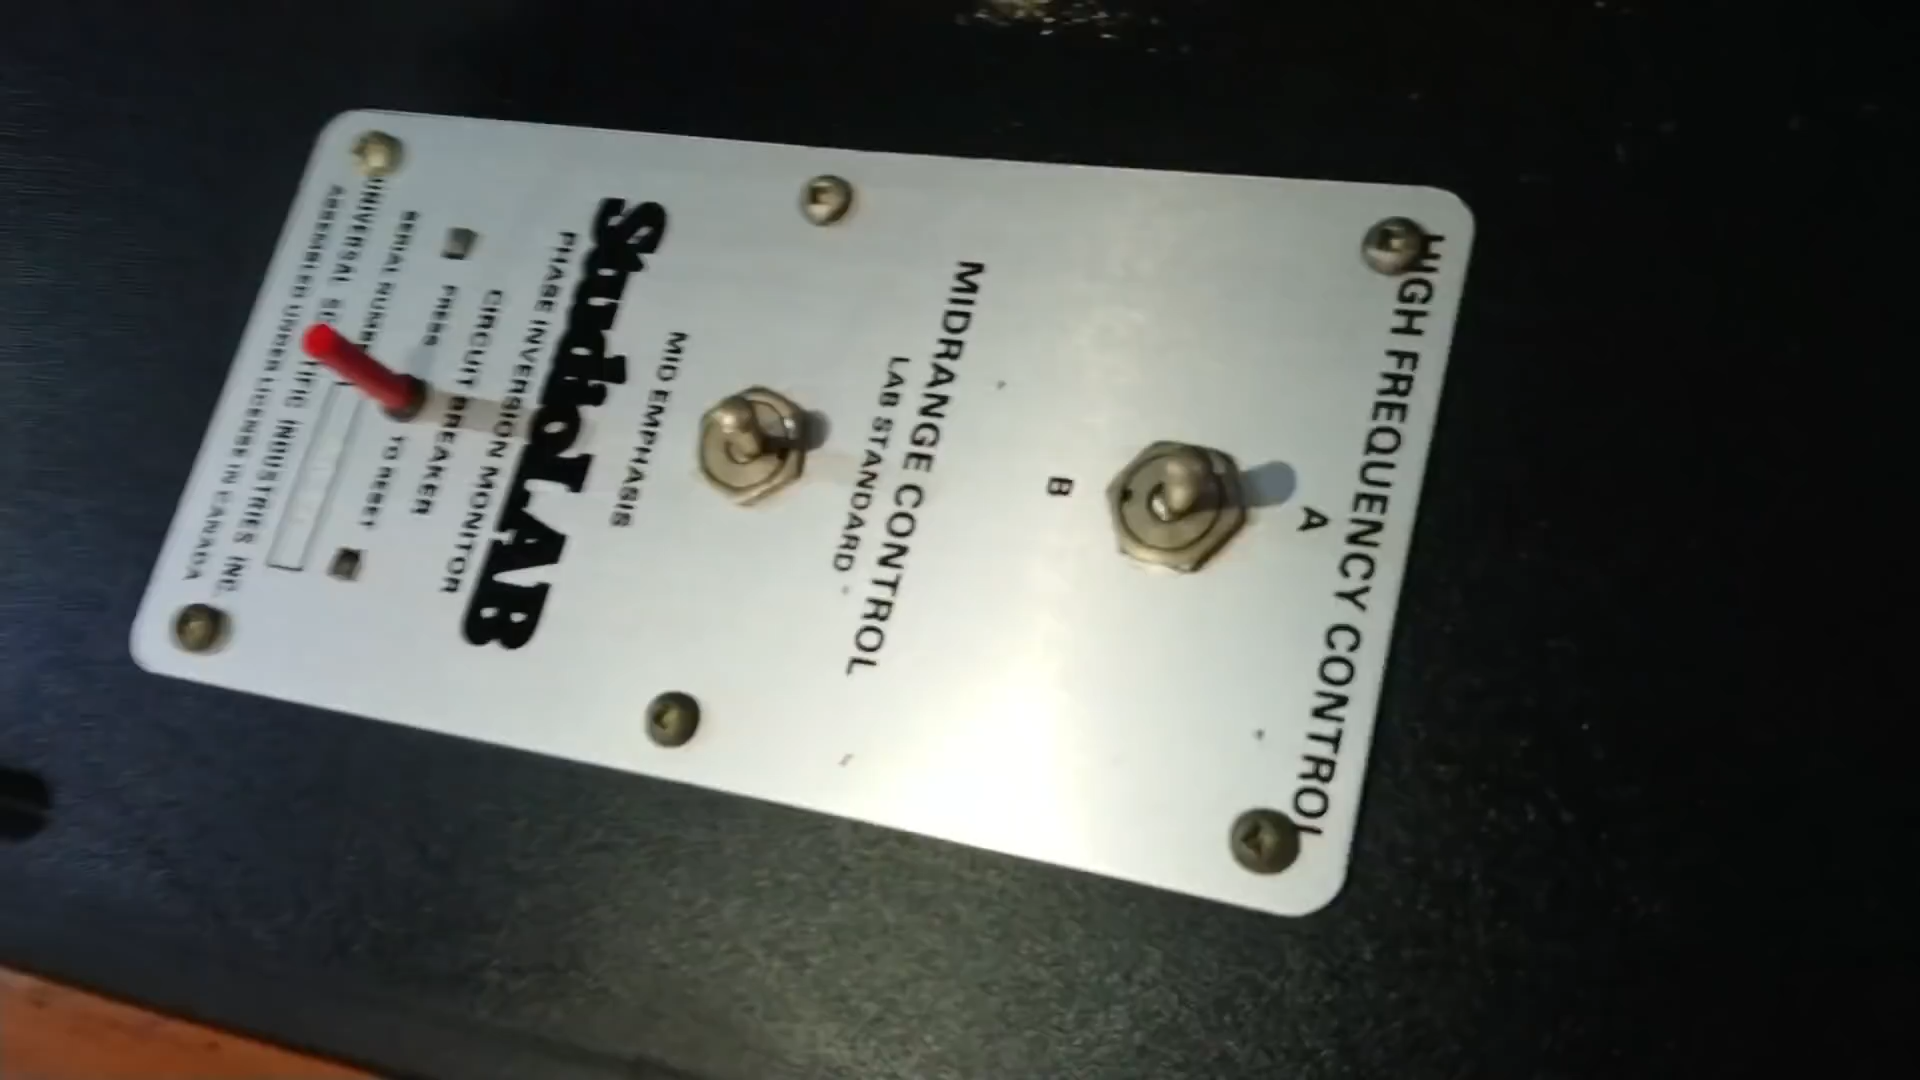 HIGH FREQUENCY CONTROL
A
B
MIDRANGE CONTROL
LAB STANDARD
MID EMPHASIS
StudioLAB
PHASE INVERSION MONITOR
CIRCUIT BREAKER
PRESS TO RESET
SERIAL
UNIVERSAL INDUSTRIES INC.
ASSEMBLED UNDER LICENSE IN CANADA